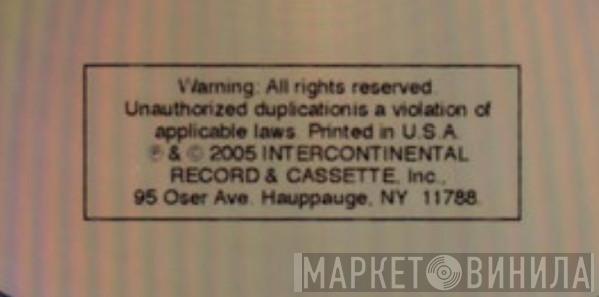 Warning: All rights reserved.
Unauthorized duplicationis a violation of
applicable laws. Printed in U.S.A.
℗ & © 2005 INTERCONTINENTAL
RECORD & CASSETTE, Inc.,
95 Oser Ave. Hauppauge, NY 11788.
МАРКЕТ ВИНИЛА